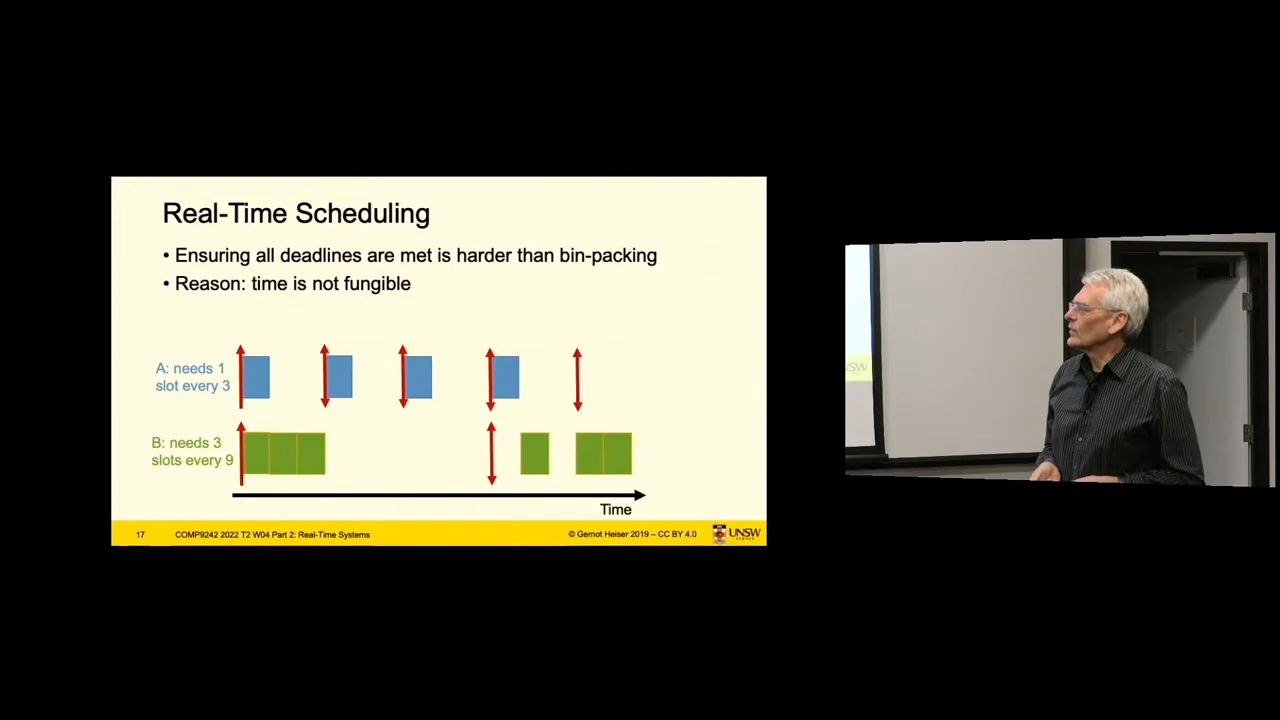 Real-Time Scheduling
• Ensuring all deadlines are met is harder than bin-packing
• Reason: time is not fungible
A: needs 1
slot every 3
B: needs 3
slots every 9
Time
17 COMP9242 2022 T2 W04 Part 2: Real-Time Systems © Gernot Heiser 2019 – CC BY 4.0 UNSW